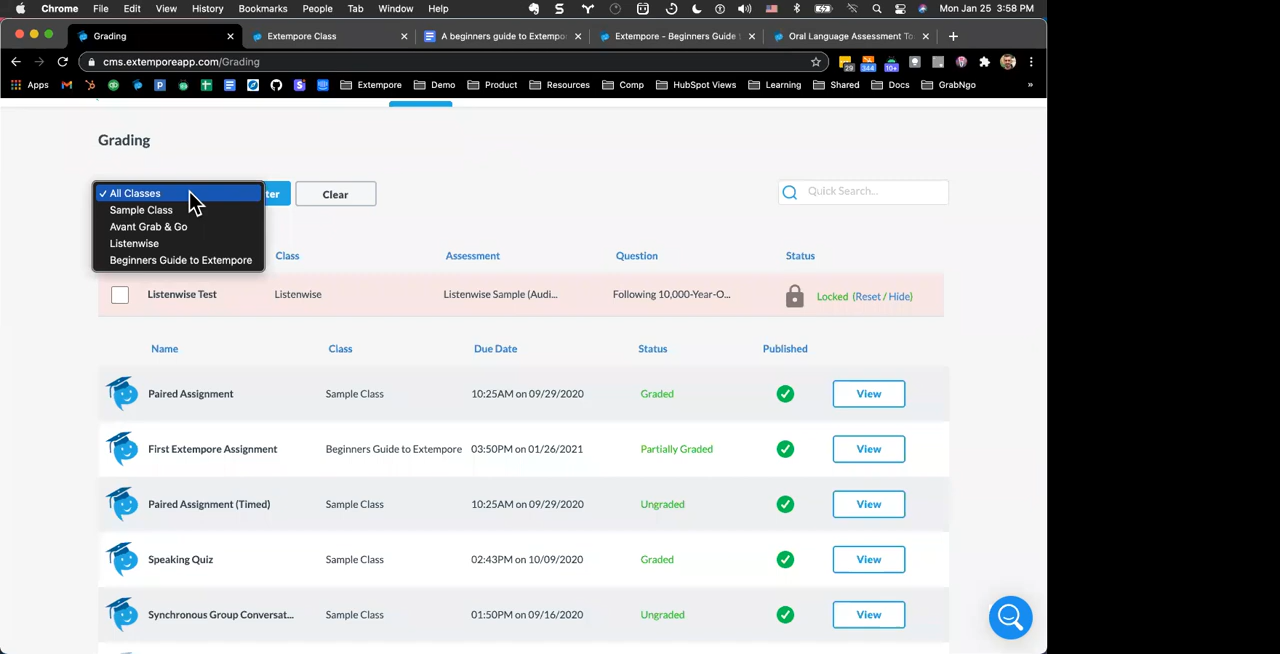 Chrome File Edit View History Bookmarks People Tab Window Help Mon Jan 25 3:58 PM
Grading Extempore Class A beginners guide to Extempo Extempore - Beginners Guide Oral Language Assessment To
cms.extemporeapp.com/Grading 29 344 10+
Apps Extempore Demo Product Resources Comp HubSpot Views Learning Shared Docs GrabNgo »
Grading
✓ All Classes
Sample Class
Avant Grab & Go
Listenwise
Beginners Guide to Extempore
ter Clear Quick Search...
Class Assessment Question Status
Listenwise Test Listenwise Listenwise Sample (Audi... Following 10,000-Year-O... Locked (Reset / Hide)
Name Class Due Date Status Published
Paired Assignment Sample Class 10:25AM on 09/29/2020 Graded View
First Extempore Assignment Beginners Guide to Extempore 03:50PM on 01/26/2021 Partially Graded View
Paired Assignment (Timed) Sample Class 10:25AM on 09/29/2020 Ungraded View
Speaking Quiz Sample Class 02:43PM on 10/09/2020 Graded View
Synchronous Group Conversat... Sample Class 01:50PM on 09/16/2020 Ungraded View